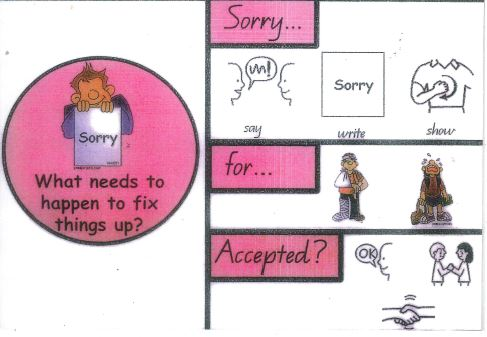 Sorry
What needs to
happen to fix
things up?
Sorry...
Sorry
say
write
show
for...
Accepted?
OK